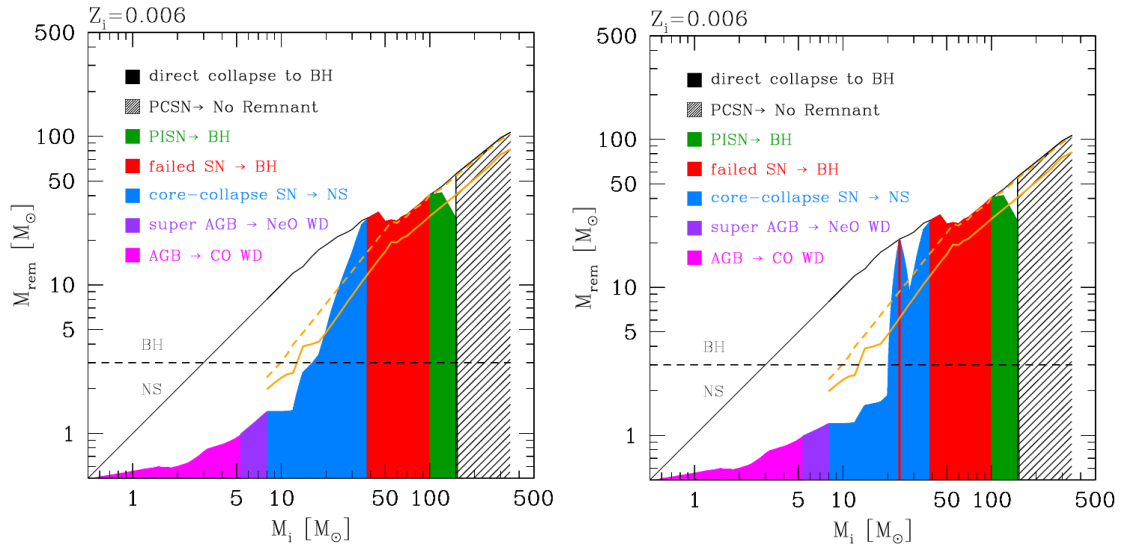 Z_i=0.006
500
100
50
10
5
1
M_rem [M_⊙]
direct collapse to BH
PCSN→ No Remnant
PISN→ BH
failed SN → BH
core-collapse SN → NS
super AGB → NeO WD
AGB → CO WD
BH
NS
1 5 10 50 100 500
M_i [M_⊙]
Z_i=0.006
500
100
50
10
5
1
M_rem [M_⊙]
direct collapse to BH
PCSN→ No Remnant
PISN→ BH
failed SN → BH
core-collapse SN → NS
super AGB → NeO WD
AGB → CO WD
BH
NS
1 5 10 50 100 500
M_i [M_⊙]